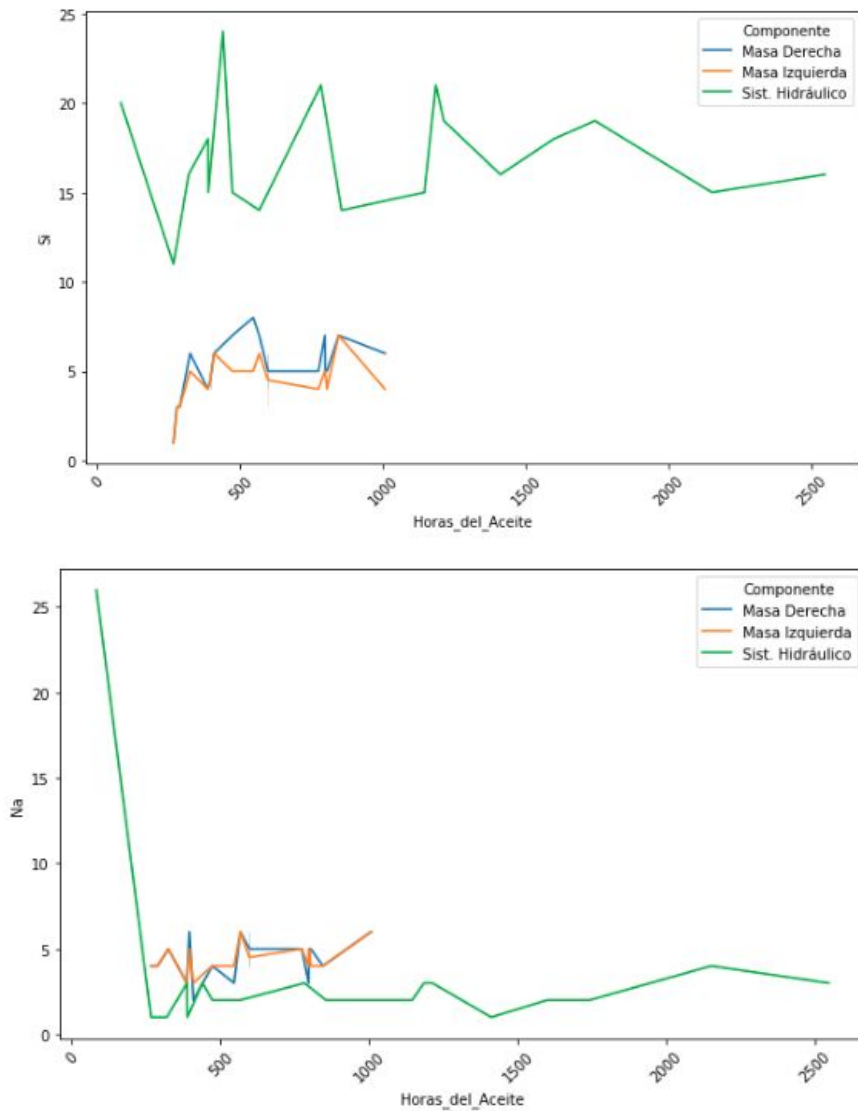 25
20
15
10
5
0
Si
Componente
Masa Derecha
Masa Izquierda
Sist. Hidráulico
0
500
1000
1500
2000
2500
Horas_del_Aceite
25
20
15
10
5
0
Na
Componente
Masa Derecha
Masa Izquierda
Sist. Hidráulico
0
500
1000
1500
2000
2500
Horas_del_Aceite